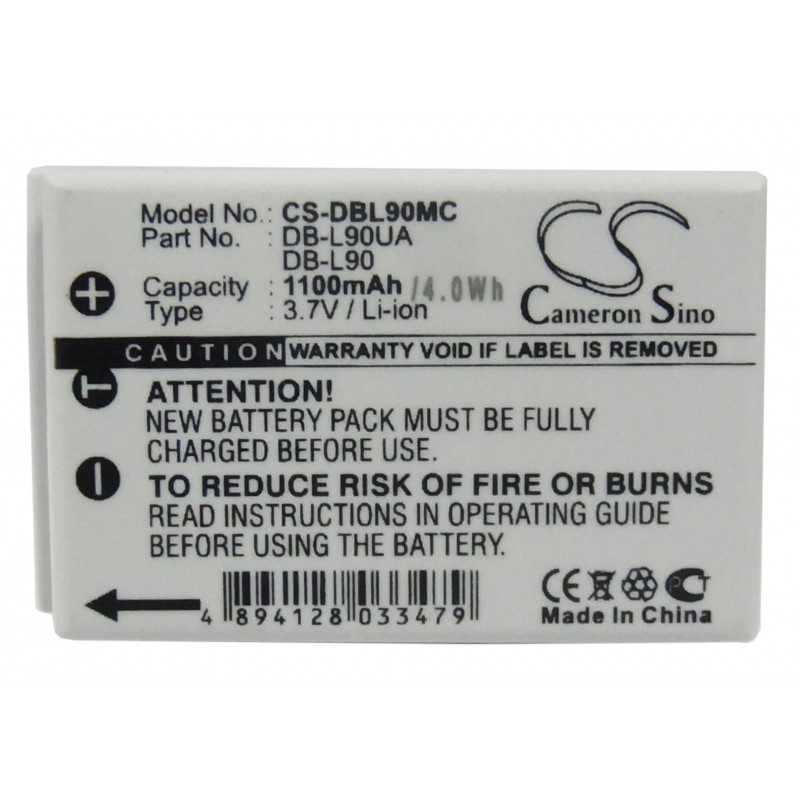 Model No.: CS-DBL90MC
Part No. : DB-L90UA
DB-L90
Capacity : 1100mAh /4.0Wh
Type : 3.7V / Li-ion
CS
Cameron Sino
CAUTION WARRANTY VOID IF LABEL IS REMOVED
T
ATTENTION!
NEW BATTERY PACK MUST BE FULLY
CHARGED BEFORE USE.
TO REDUCE RISK OF FIRE OR BURNS
READ INSTRUCTIONS IN OPERATING GUIDE
BEFORE USING THE BATTERY.
4 894128 033479
CE PCT
Made In China